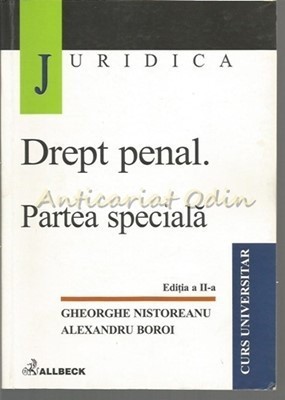 JURIDICA
Drept penal.
Anticariat Odin
Partea specială
Ediția a II-a
GHEORGHE NISTOREANU
ALEXANDRU BOROI
CURS UNIVERSITAR
ALLBECK